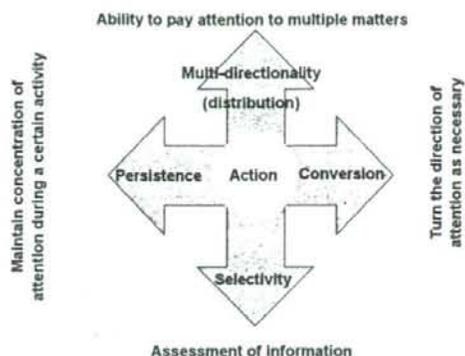 Ability to pay attention to multiple matters
Multi-directionality
(distribution)
Maintain concentration of
attention during a certain activity
Persistence
Action
Conversion
Turn the direction of
attention as necessary
Selectivity
Assessment of information